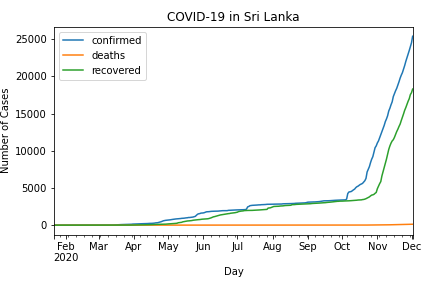 COVID-19 in Sri Lanka
confirmed
deaths
recovered
Number of Cases
25000
20000
15000
10000
5000
0
Feb Mar Apr May Jun Jul Aug Sep Oct Nov Dec
2020
Day